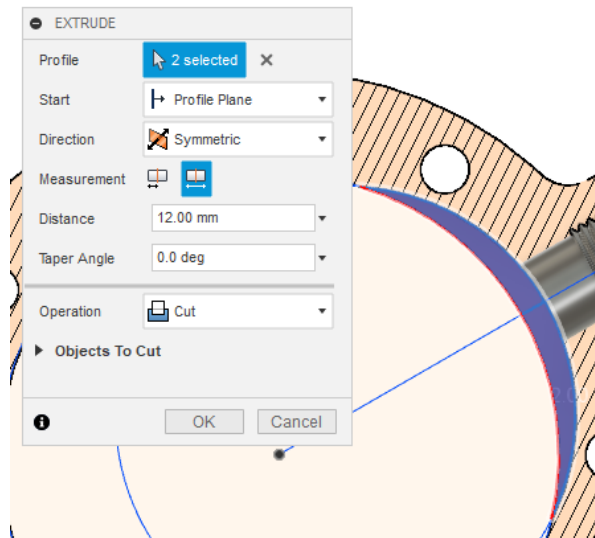 EXTRUDE
Profile 2 selected
Start Profile Plane
Direction Symmetric
Measurement
Distance 12.00 mm
Taper Angle 0.0 deg
Operation Cut
Objects To Cut
OK Cancel